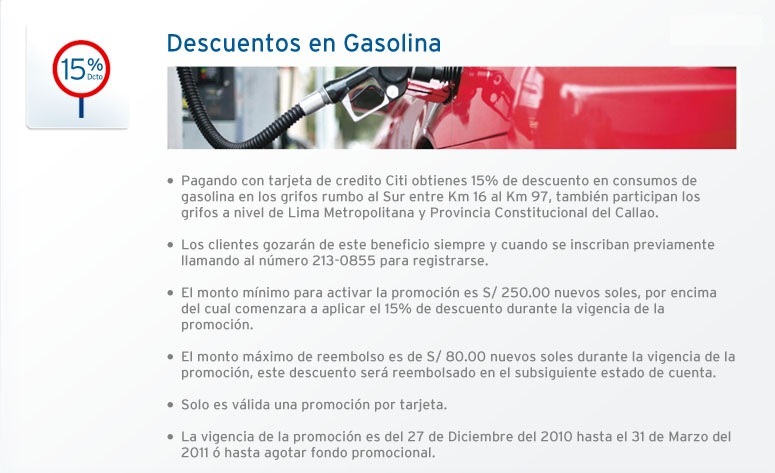 15%
Dcto
Descuentos en Gasolina
• Pagando con tarjeta de credito Citi obtienes 15% de descuento en consumos de
gasolina en los grifos rumbo al Sur entre Km 16 al Km 97, también participan los
grifos a nivel de Lima Metropolitana y Provincia Constitucional del Callao.
• Los clientes gozarán de este beneficio siempre y cuando se inscriban previamente
llamando al número 213-0855 para registrarse.
• El monto mínimo para activar la promoción es S/ 250.00 nuevos soles, por encima
del cual comenzara a aplicar el 15% de descuento durante la vigencia de la
promoción.
• El monto máximo de reembolso es de S/ 80.00 nuevos soles durante la vigencia de la
promoción, este descuento será reembolsado en el subsiguiente estado de cuenta.
• Solo es válida una promoción por tarjeta.
• La vigencia de la promoción es del 27 de Diciembre del 2010 hasta el 31 de Marzo del
2011 ó hasta agotar fondo promocional.